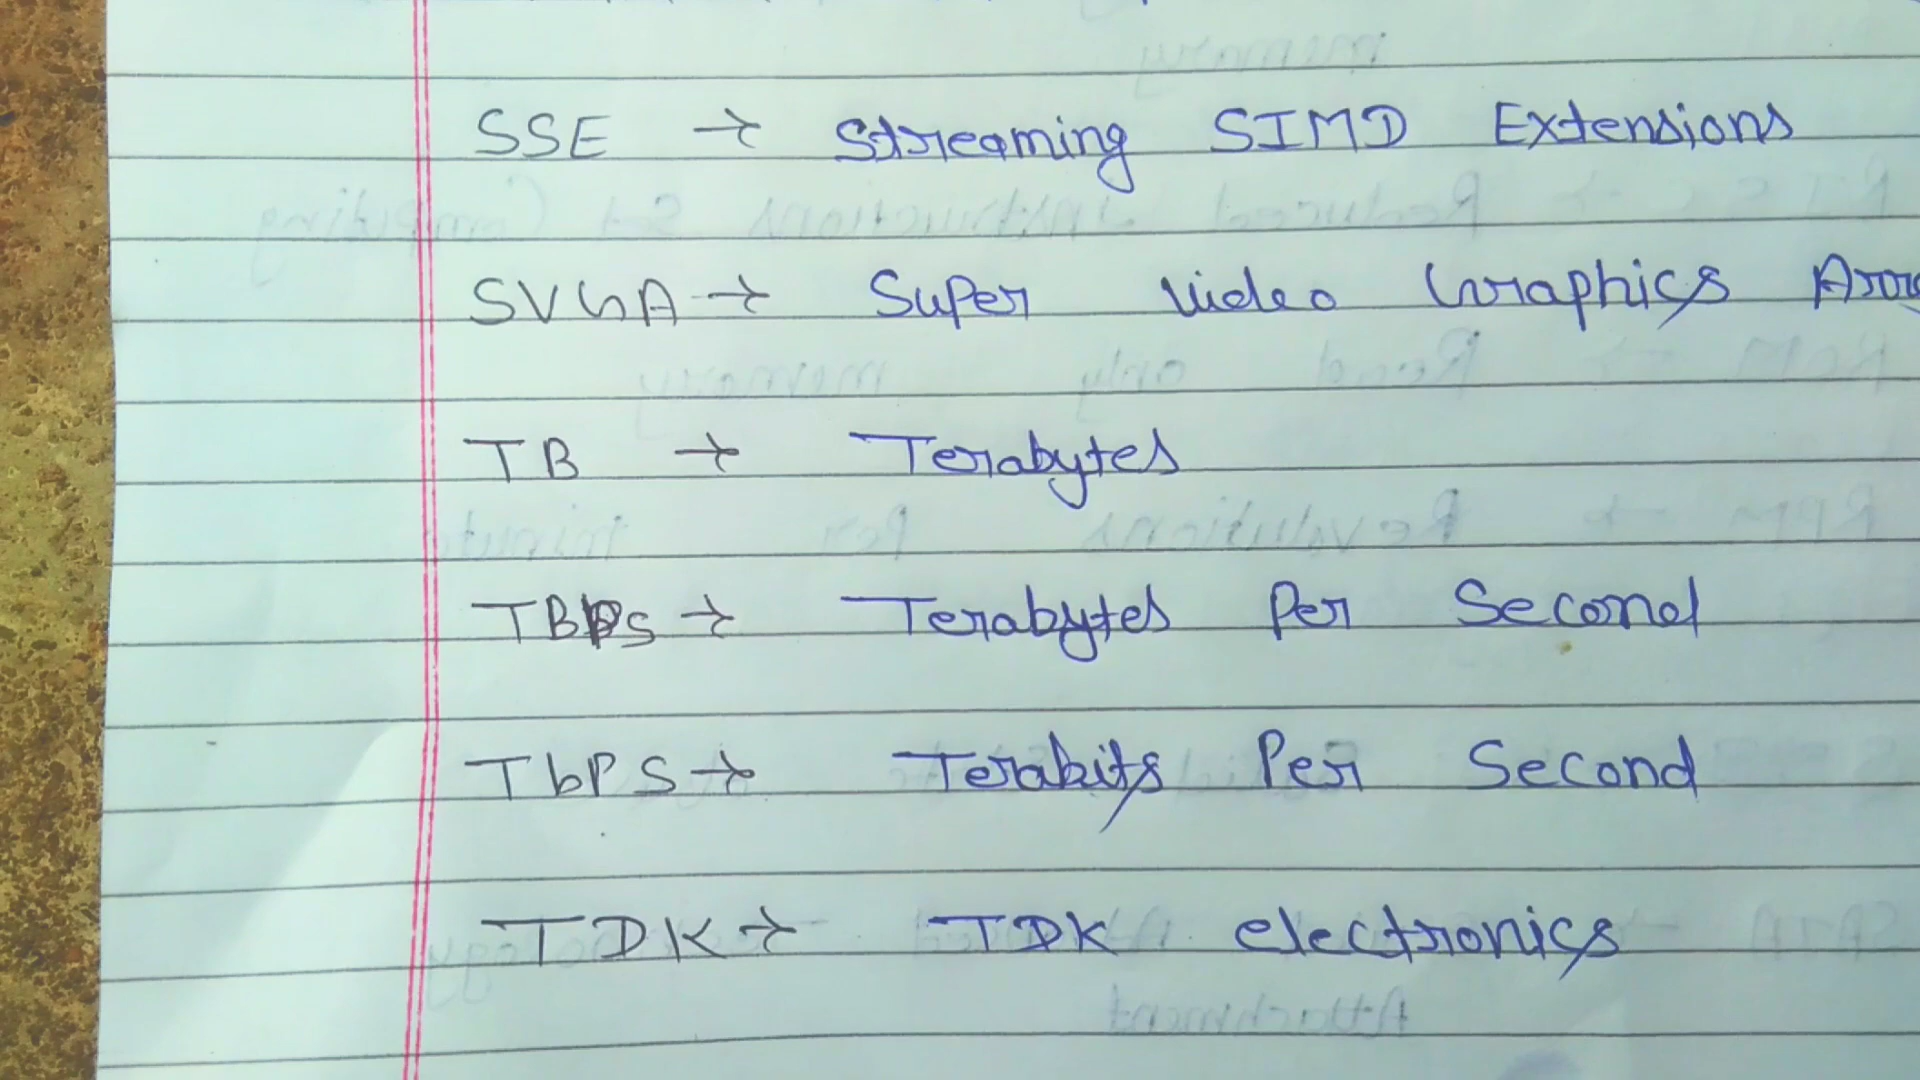 SSE → Streaming SIMD Extensions
SVGA → Super Video Graphics
TB → Terabytes
TBPS → Terabytes Per Second
TbPS → Terabits Per Second
TDK → TDK electronics